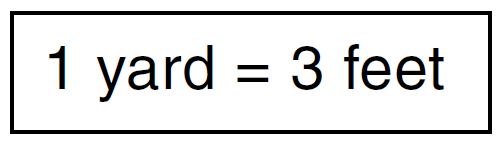 1 yard = 3 feet